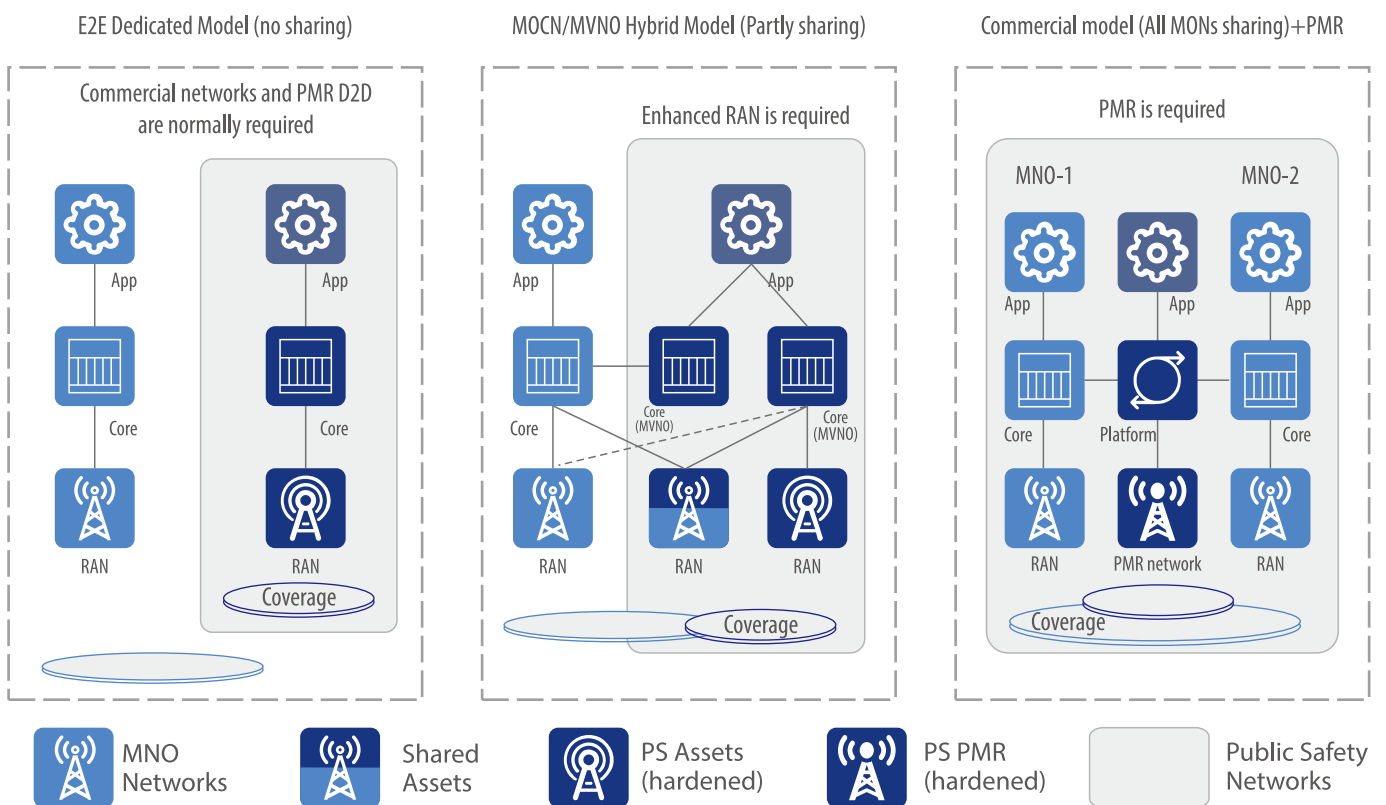 E2E Dedicated Model (no sharing)
Commercial networks and PMR D2D
are normally required
App
App
Core
Core
RAN
RAN
Coverage
MOCN/MVNO Hybrid Model (Partly sharing)
Enhanced RAN is required
App
App
Core
Core
(MVNO)
Core
(MVNO)
RAN
RAN
RAN
Coverage
Commercial model (All MONs sharing)+PMR
PMR is required
MNO-1
MNO-2
App
App
App
Core
Platform
Core
RAN
PMR network
RAN
Coverage
MNO
Networks
Shared
Assets
PS Assets
(hardened)
PS PMR
(hardened)
Public Safety
Networks